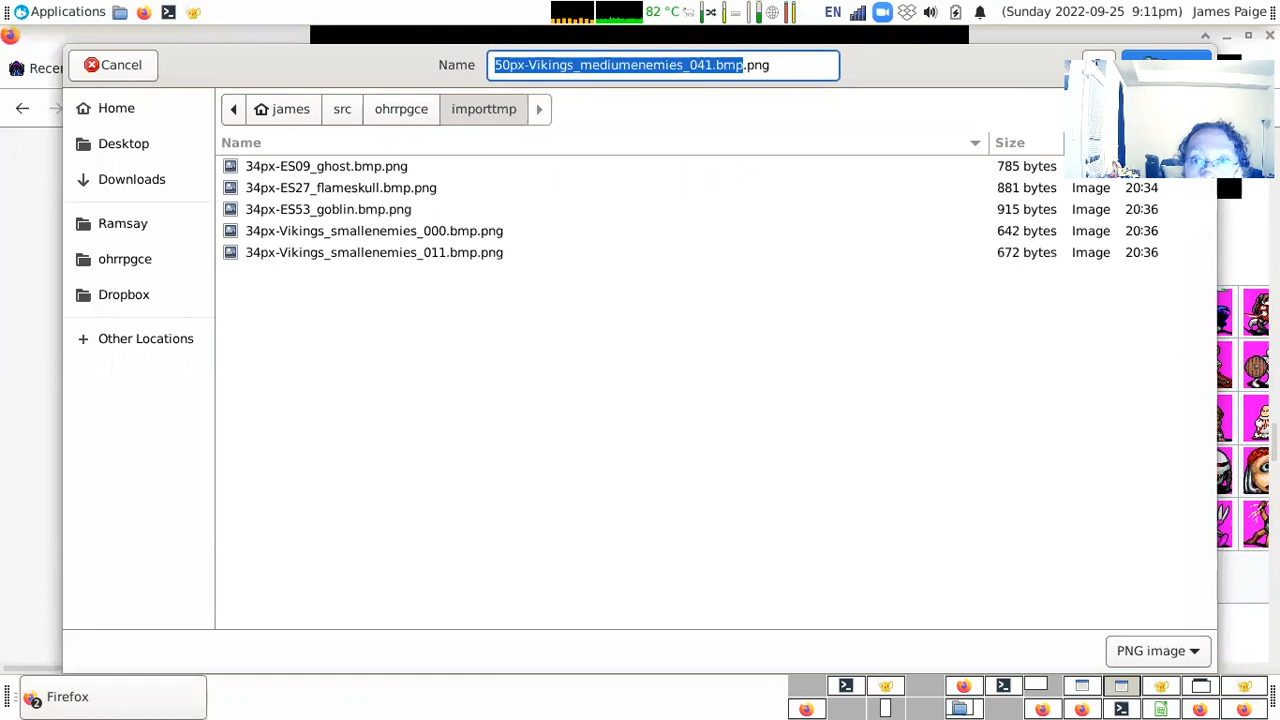 Applications
82 °C
EN
(Sunday 2022-09-25 9:11pm)
James Paige
Recen
Cancel
Name
50px-Vikings_mediumenemies_041.bmp.png
james
src
ohrrpgce
importtmp
Home
Desktop
Downloads
Ramsay
ohrrpgce
Dropbox
Other Locations
Name
Size
34px-ES09_ghost.bmp.png 785 bytes
34px-ES27_flameskull.bmp.png 881 bytes Image 20:34
34px-ES53_goblin.bmp.png 915 bytes Image 20:36
34px-Vikings_smallenemies_000.bmp.png 642 bytes Image 20:36
34px-Vikings_smallenemies_011.bmp.png 672 bytes Image 20:36
PNG image
2
Firefox